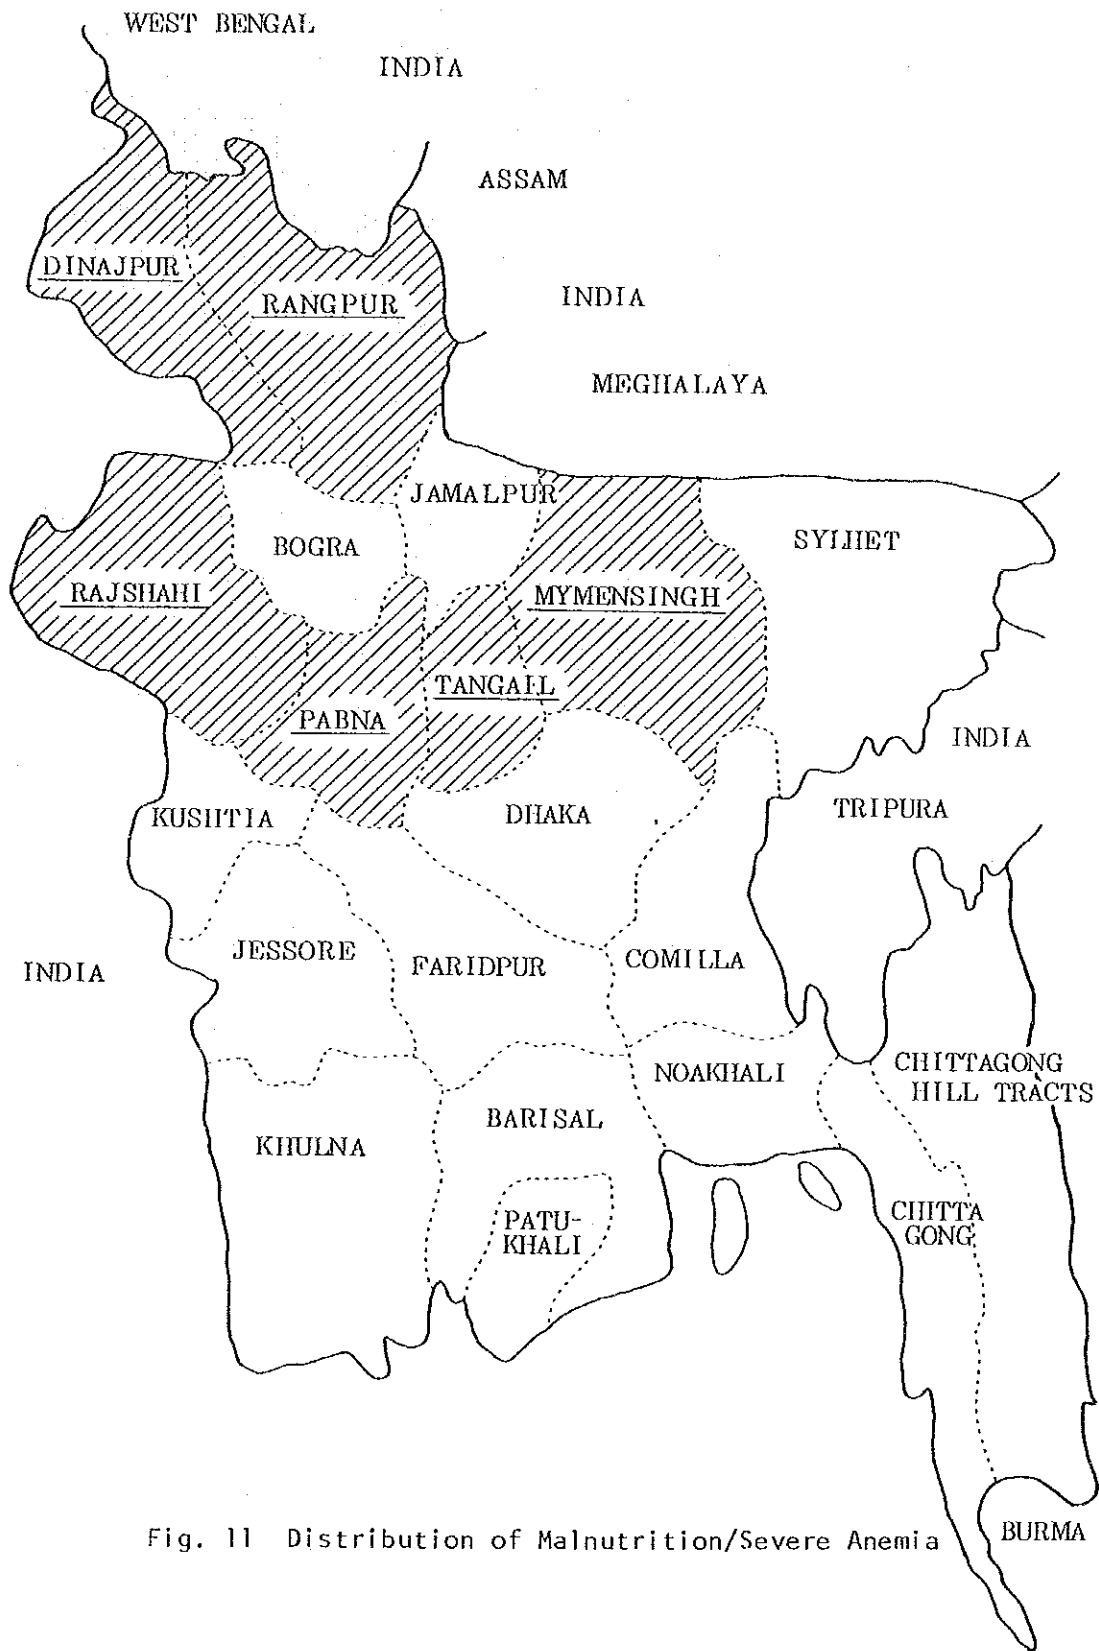 WEST BENGAL
INDIA
ASSAM
DINAJPUR
RANGPUR
INDIA
MEGHALAYA
JAMALPUR
BOGRA
SYLHET
RAJSHAHI
MYMENSINGH
TANGAIL
PABNA
INDIA
KUSHTIA
DHAKA
TRIPURA
JESSORE
FARIDPUR
COMILLA
INDIA
NOAKHALI
CHITTAGONG
HILL TRACTS
BARISAL
KHULNA
PATU-
KHALI
CHITTA
GONG
Fig. 11 Distribution of Malnutrition/Severe Anemia
BURMA